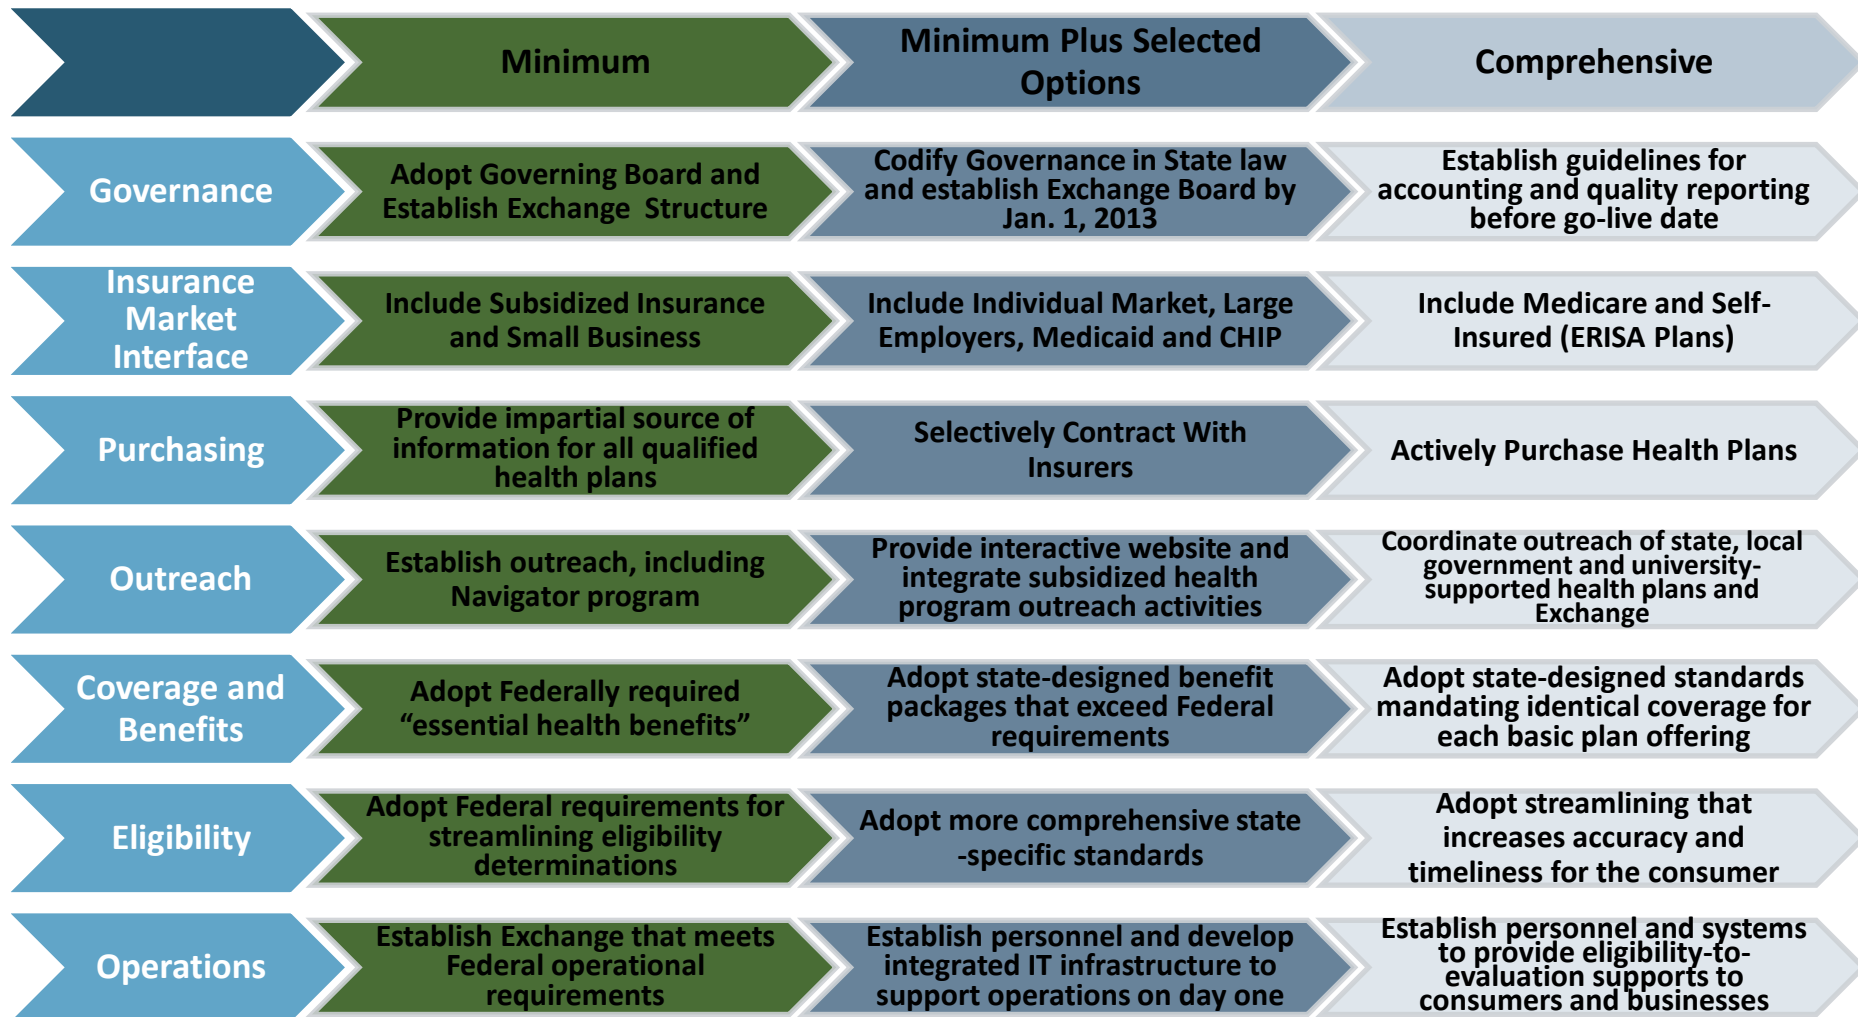 Minimum
Minimum Plus Selected
Options
Comprehensive
Governance
Adopt Governing Board and
Establish Exchange Structure
Codify Governance in State law
and establish Exchange Board by
Jan. 1, 2013
Establish guidelines for
accounting and quality reporting
before go-live date
Insurance
Market
Interface
Include Subsidized Insurance
and Small Business
Include Individual Market, Large
Employers, Medicaid and CHIP
Include Medicare and Self-
Insured (ERISA Plans)
Purchasing
Provide impartial source of
information for all qualified
health plans
Selectively Contract With
Insurers
Actively Purchase Health Plans
Outreach
Establish outreach, including
Navigator program
Provide interactive website and
integrate subsidized health
program outreach activities
Coordinate outreach of state, local
government and university-
supported health plans and
Exchange
Coverage and
Benefits
Adopt Federally required
“essential health benefits”
Adopt state-designed benefit
packages that exceed Federal
requirements
Adopt state-designed standards
mandating identical coverage for
each basic plan offering
Eligibility
Adopt Federal requirements for
streamlining eligibility
determinations
Adopt more comprehensive state
-specific standards
Adopt streamlining that
increases accuracy and
timeliness for the consumer
Operations
Establish Exchange that meets
Federal operational
requirements
Establish personnel and develop
integrated IT infrastructure to
support operations on day one
Establish personnel and systems
to provide eligibility-to-
evaluation supports to
consumers and businesses